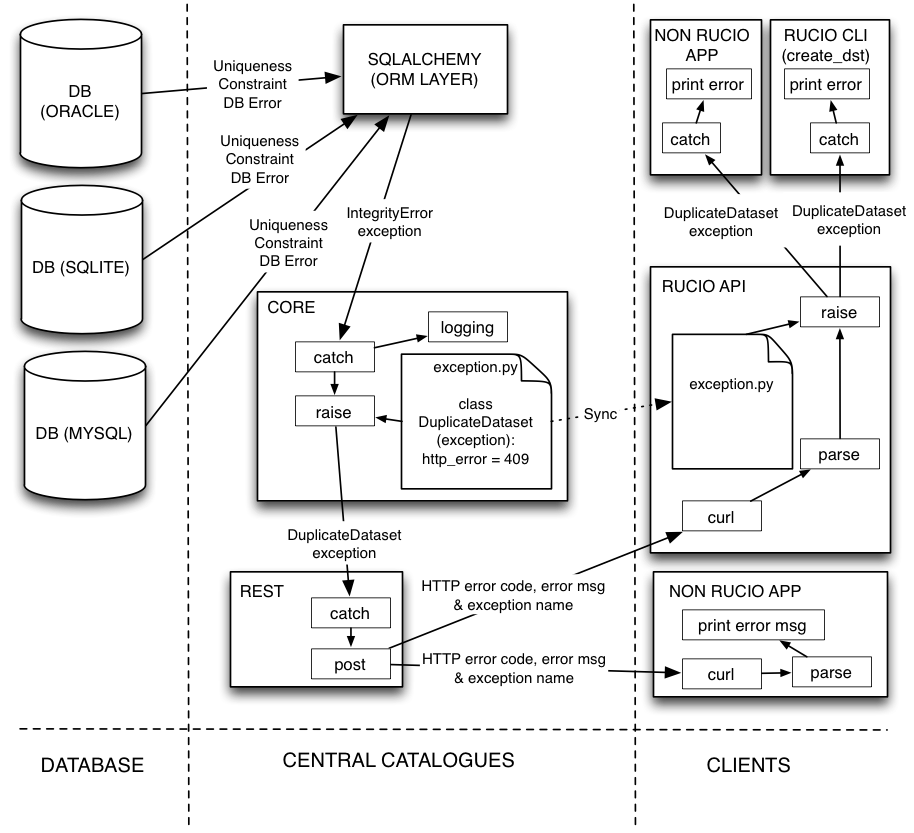 DB
(ORACLE)
DB (SQLITE)
DB (MYSQL)
Uniqueness
Constraint
DB Error
Uniqueness
Constraint
DB Error
Uniqueness
Constraint
DB Error
SQLALCHEMY
(ORM LAYER)
IntegrityError
exception
CORE
catch
logging
raise
exception.py
class
DuplicateDataset
(exception):
http_error = 409
Sync
DuplicateDataset
exception
REST
catch
post
HTTP error code, error msg
& exception name
HTTP error code, error msg
& exception name
NON RUCIO
APP
print error
catch
RUCIO CLI
(create_dst)
print error
catch
DuplicateDataset
exception
DuplicateDataset
exception
RUCIO API
raise
exception.py
parse
curl
NON RUCIO APP
print error msg
curl
parse
DATABASE
CENTRAL CATALOGUES
CLIENTS